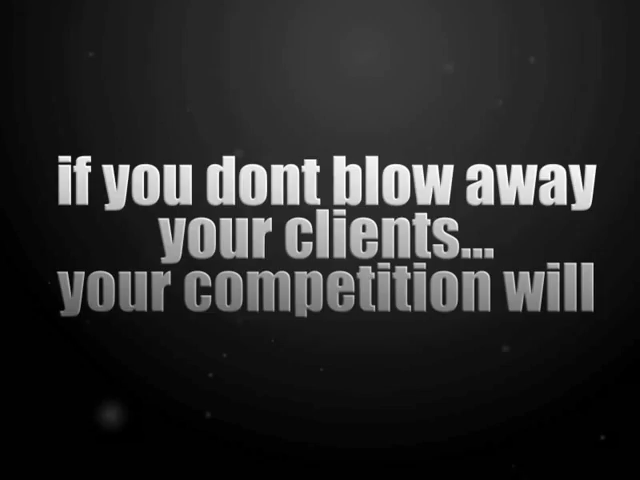 if you dont blow away
your clients...
your competition will